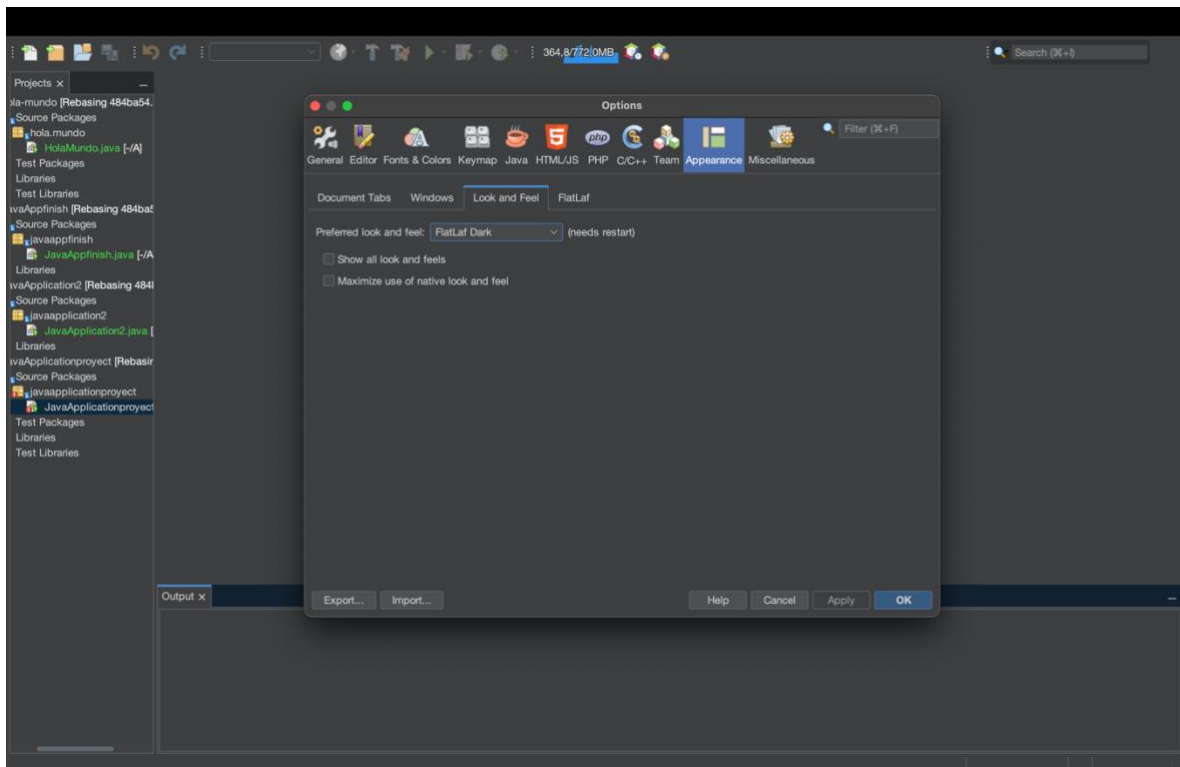 364,8/772,0MB
Search (⌘+I)
Projects
la-mundo [Rebasing 484ba54.
Source Packages
hola.mundo
HolaMundo.java [-/A]
Test Packages
Libraries
Test Libraries
vaAppfinish [Rebasing 484ba5
Source Packages
javaappfinish
JavaAppfinish.java [-/A
Libraries
vaApplication2 [Rebasing 484
Source Packages
javaapplication2
JavaApplication2.java [
Libraries
vaApplicationproyect [Rebasin
Source Packages
javaapplicationproyect
JavaApplicationproyect
Test Packages
Libraries
Test Libraries
Options
Filter (⌘+F)
General Editor Fonts & Colors Keymap Java HTML/JS PHP C/C++ Team Appearance Miscellaneous
Document Tabs Windows Look and Feel FlatLaf
Preferred look and feel: FlatLaf Dark (needs restart)
Show all look and feels
Maximize use of native look and feel
Export... Import... Help Cancel Apply OK
Output